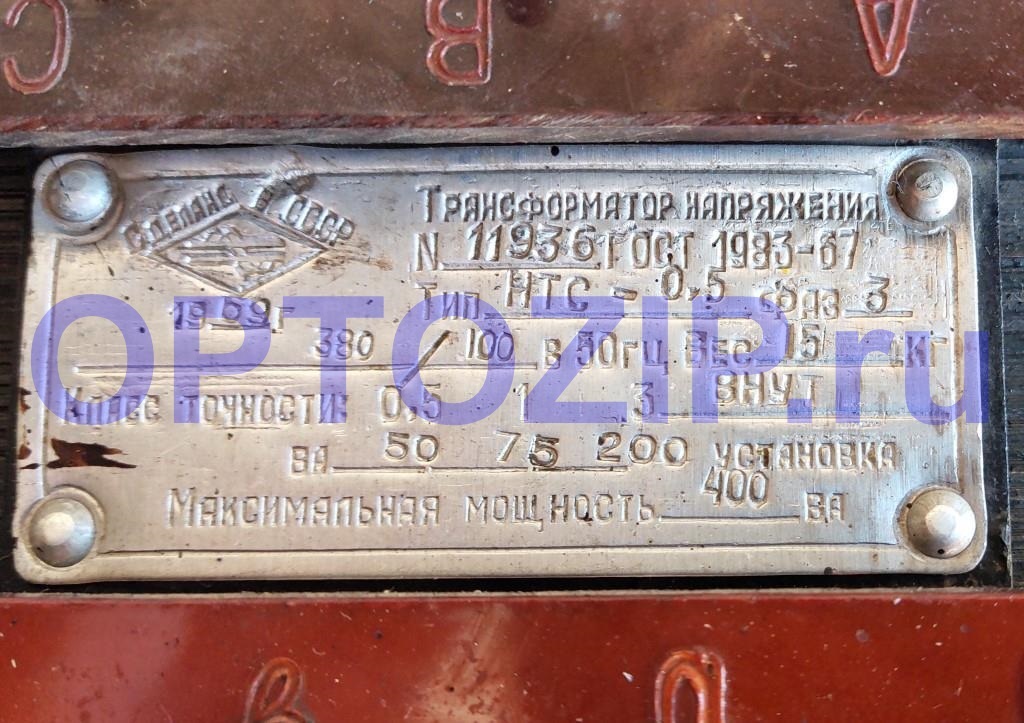 C B A
Сделано в СССР
Трансформатор напряжения
N 11936 ГОСТ 1983-67
Тип НТС - 0,5 фаз 3
1969г
380 / 100 В 50гц Вес 15 кг
Класс точности: 0,5 1 3 ВНУТ
ВА 50 75 200 установка
Максимальная мощность 400 ВА
OPTOZIP.ru